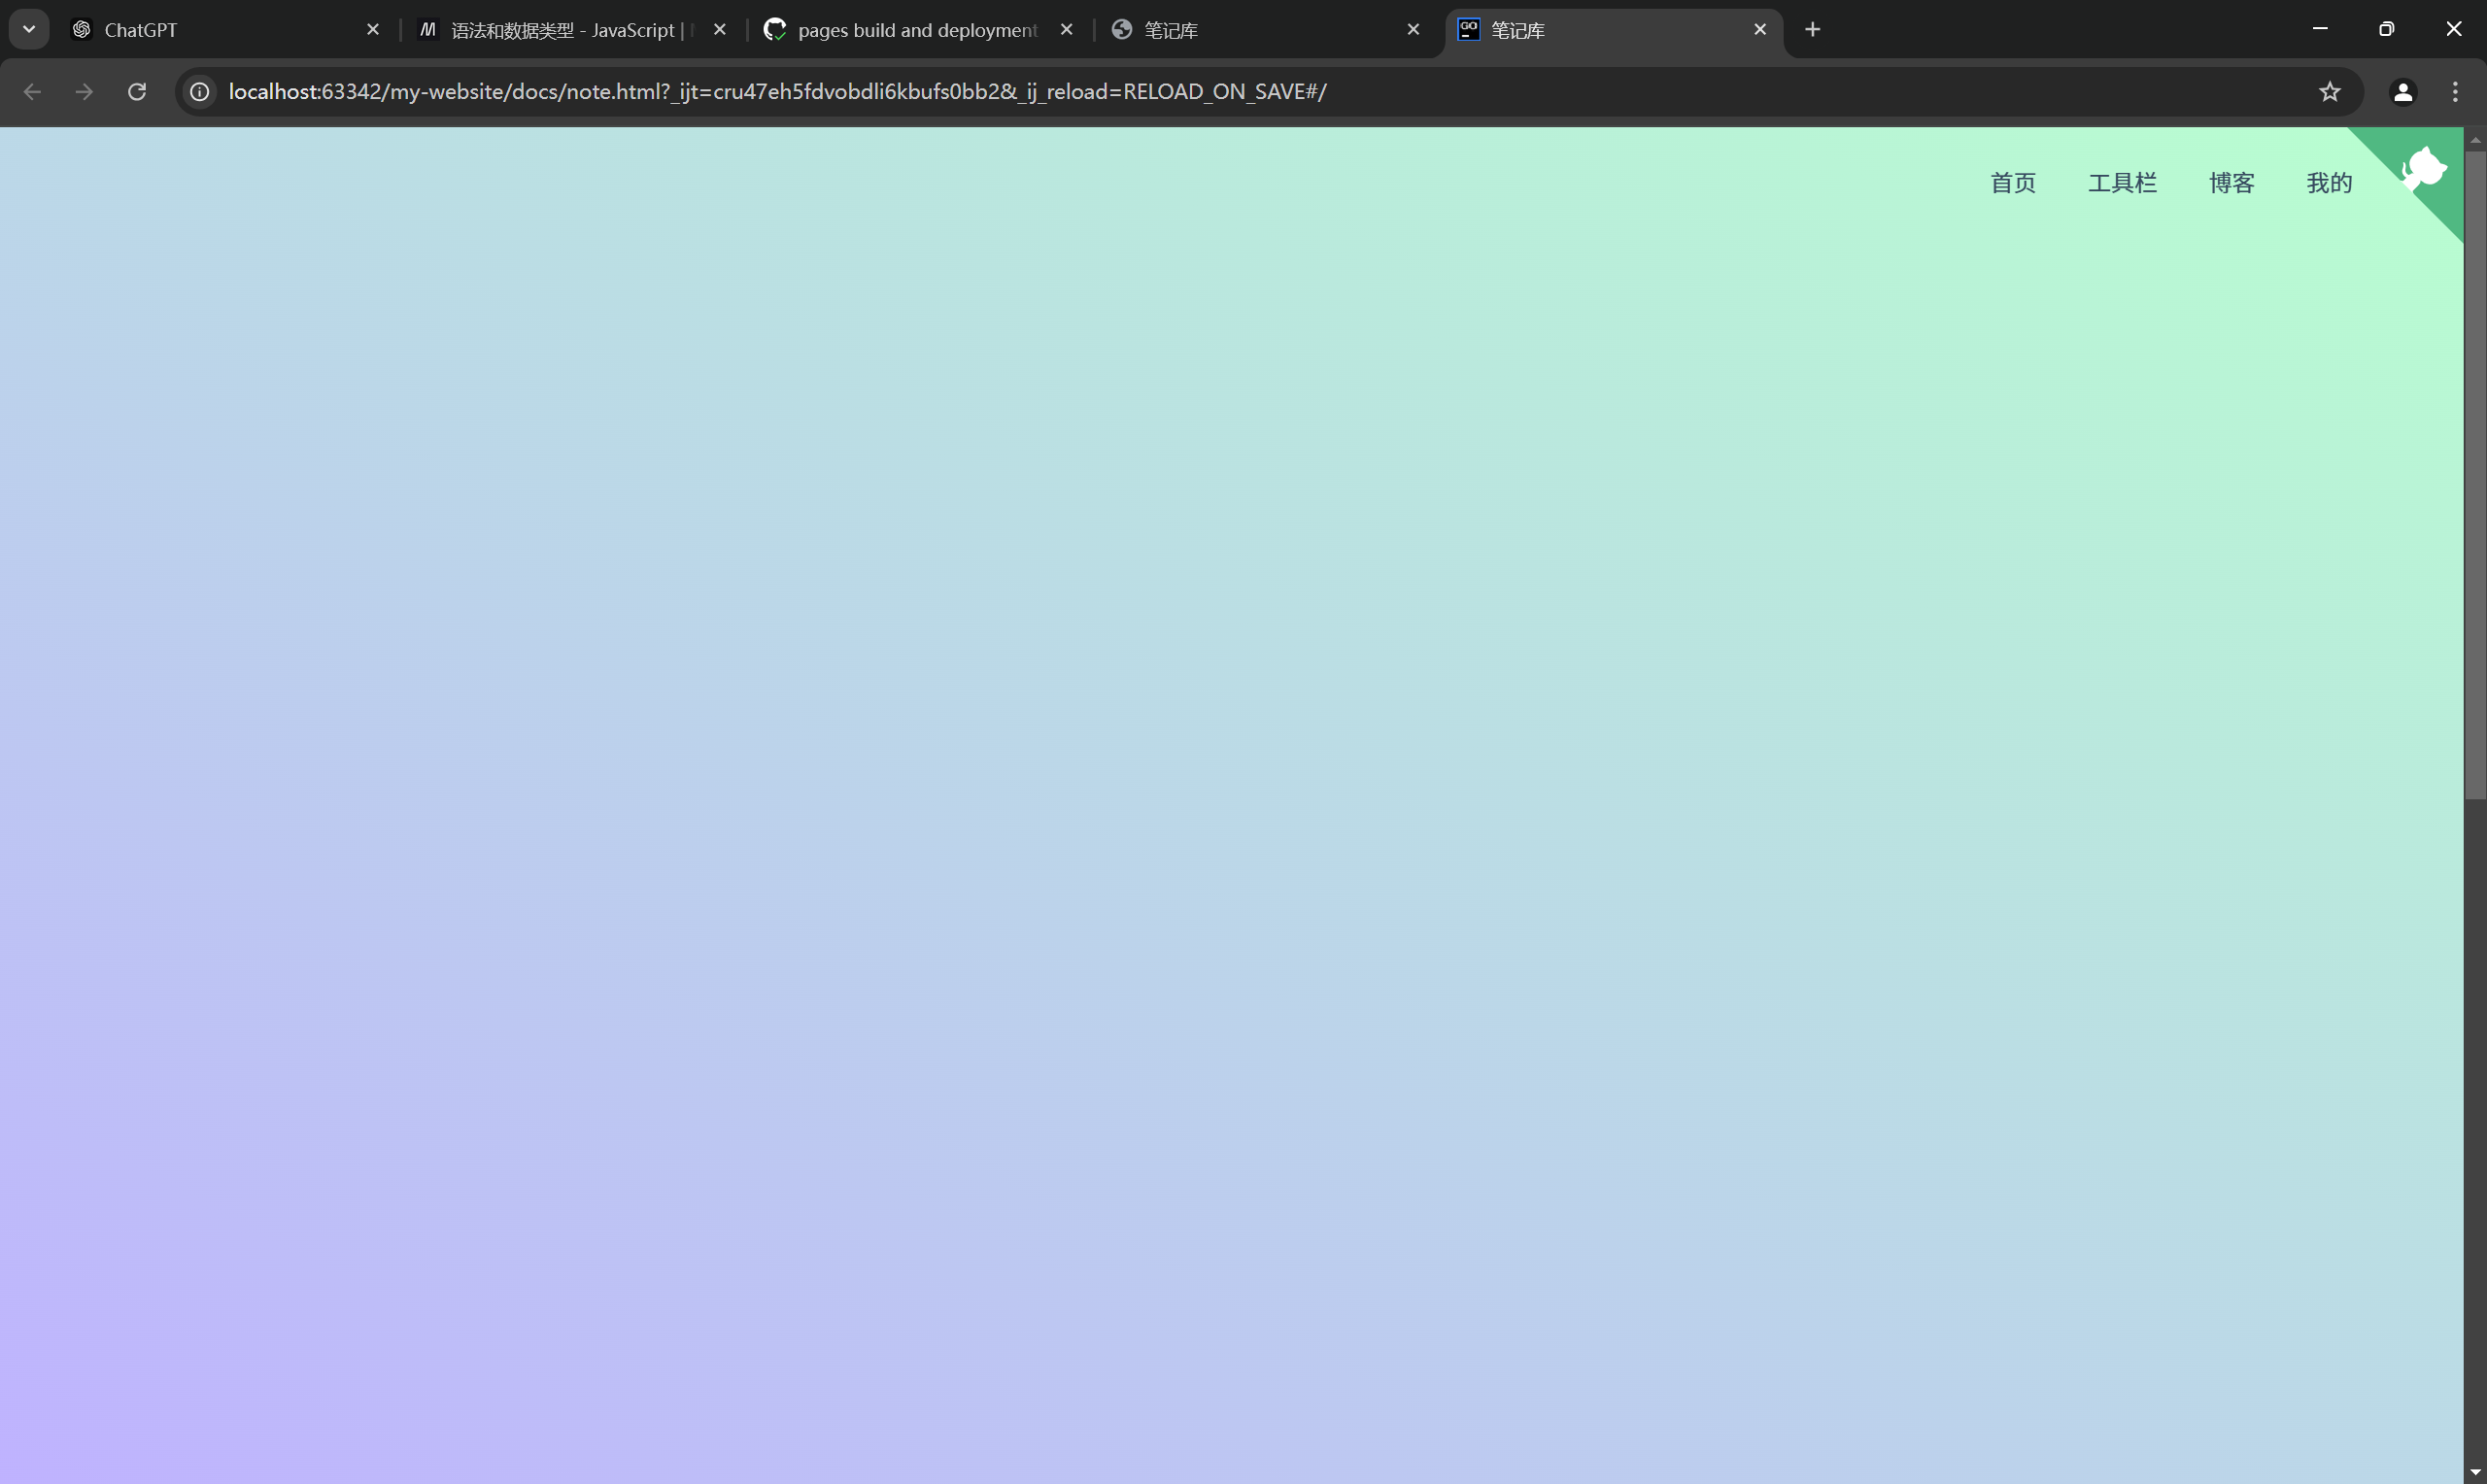 ChatGPT
语法和数据类型 - JavaScript |
pages build and deployment
笔记库
GO 笔记库
localhost:63342/my-website/docs/note.html?_ijt=cru47eh5fdvobdli6kbufs0bb2&_ij_reload=RELOAD_ON_SAVE#/
首页 工具栏 博客 我的